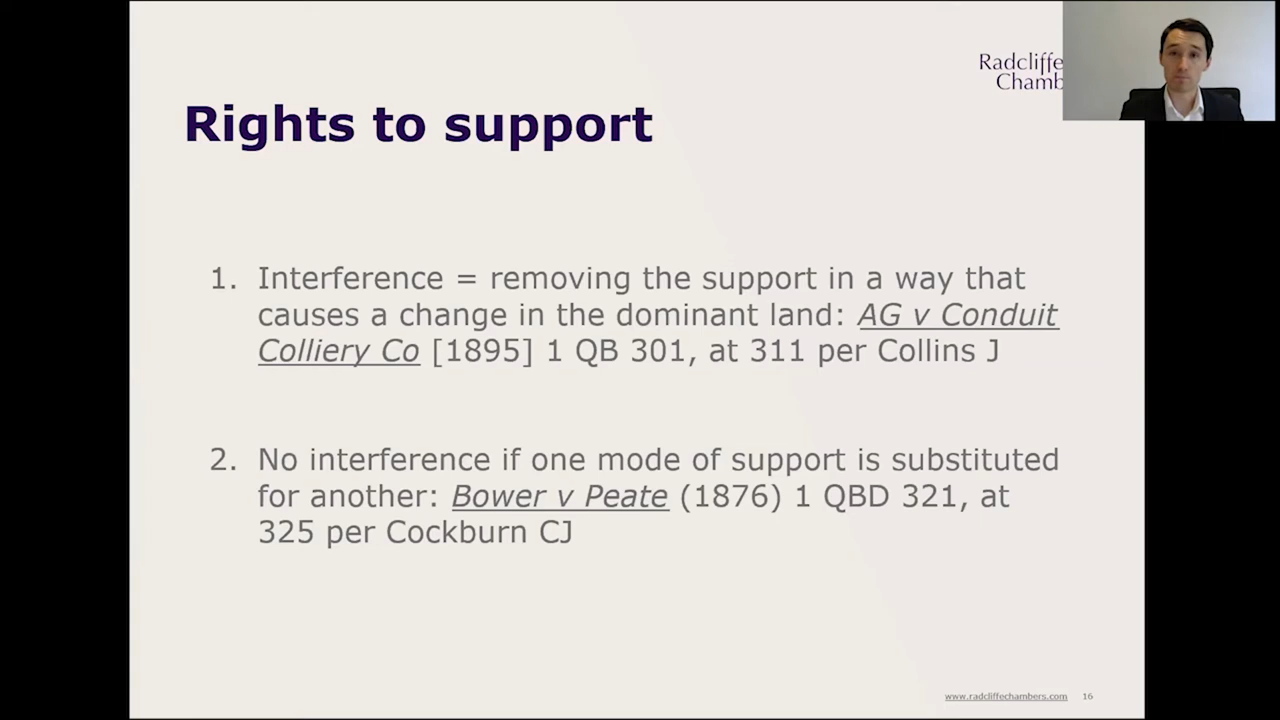 Radcliffe
Chamb
Rights to support
1. Interference = removing the support in a way that
causes a change in the dominant land: AG v Conduit
Colliery Co [1895] 1 QB 301, at 311 per Collins J
2. No interference if one mode of support is substituted
for another: Bower v Peate (1876) 1 QBD 321, at
325 per Cockburn CJ
www.radcliffechambers.com 16